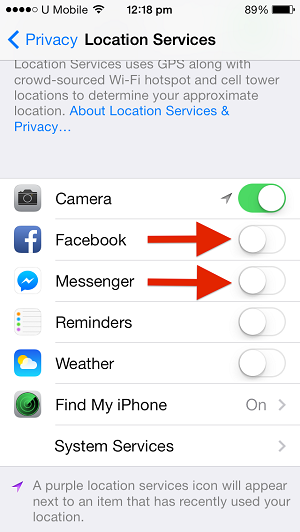 U Mobile 12:18 pm 89%
Privacy Location Services
Location Services uses GPS along with
crowd-sourced Wi-Fi hotspot and cell tower
locations to determine your approximate
location. About Location Services &
Privacy…
Camera
Facebook
Messenger
Reminders
Weather
Find My iPhone On
System Services
A purple location services icon will appear
next to an item that has recently used your
location.